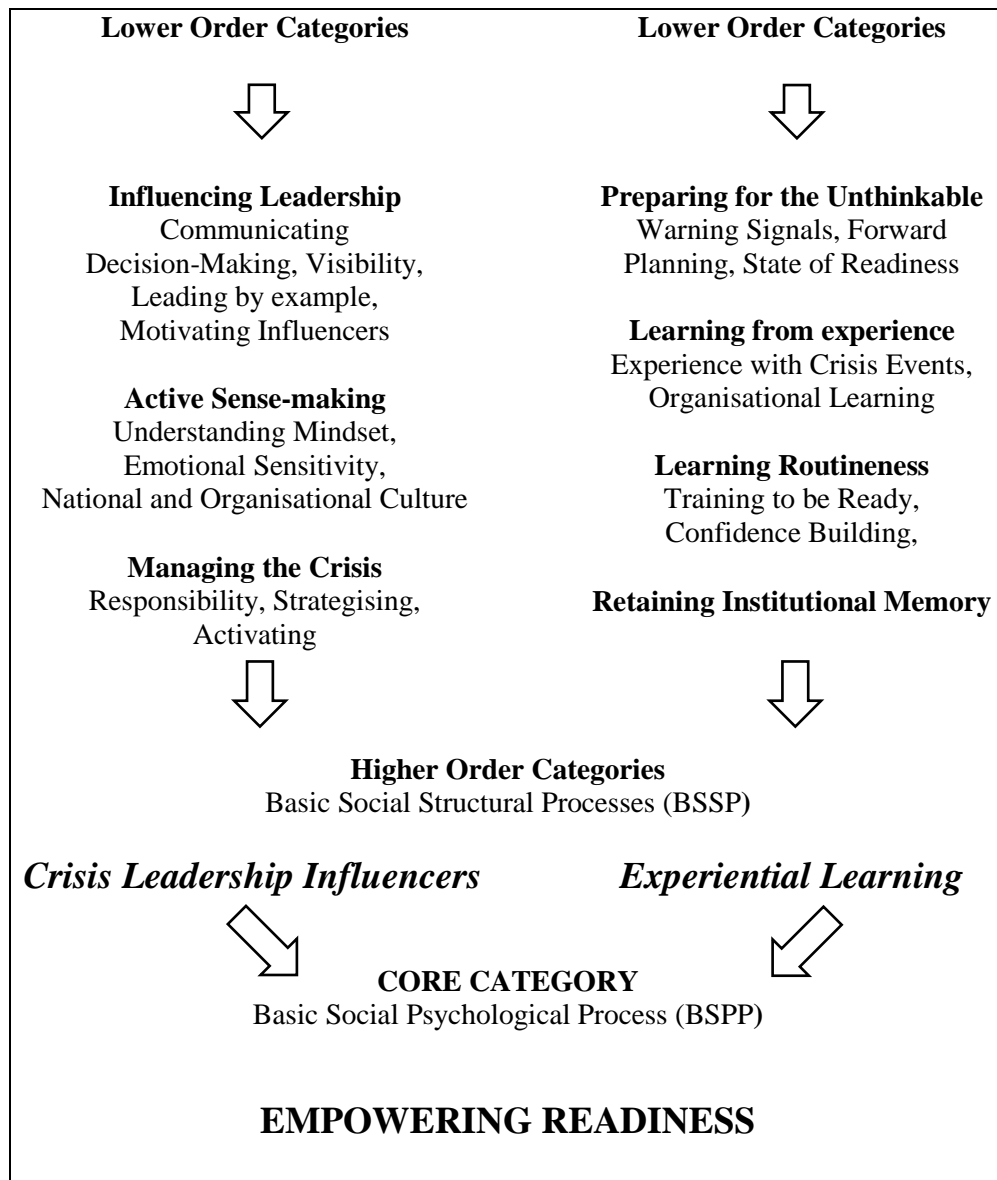 Lower Order Categories
Influencing Leadership
Communicating
Decision-Making, Visibility,
Leading by example,
Motivating Influencers
Active Sense-making
Understanding Mindset,
Emotional Sensitivity,
National and Organisational Culture
Managing the Crisis
Responsibility, Strategising,
Activating
Lower Order Categories
Preparing for the Unthinkable
Warning Signals, Forward
Planning, State of Readiness
Learning from experience
Experience with Crisis Events,
Organisational Learning
Learning Routineness
Training to be Ready,
Confidence Building,
Retaining Institutional Memory
Higher Order Categories
Basic Social Structural Processes (BSSP)
Crisis Leadership Influencers
Experiential Learning
CORE CATEGORY
Basic Social Psychological Process (BSPP)
EMPOWERING READINESS